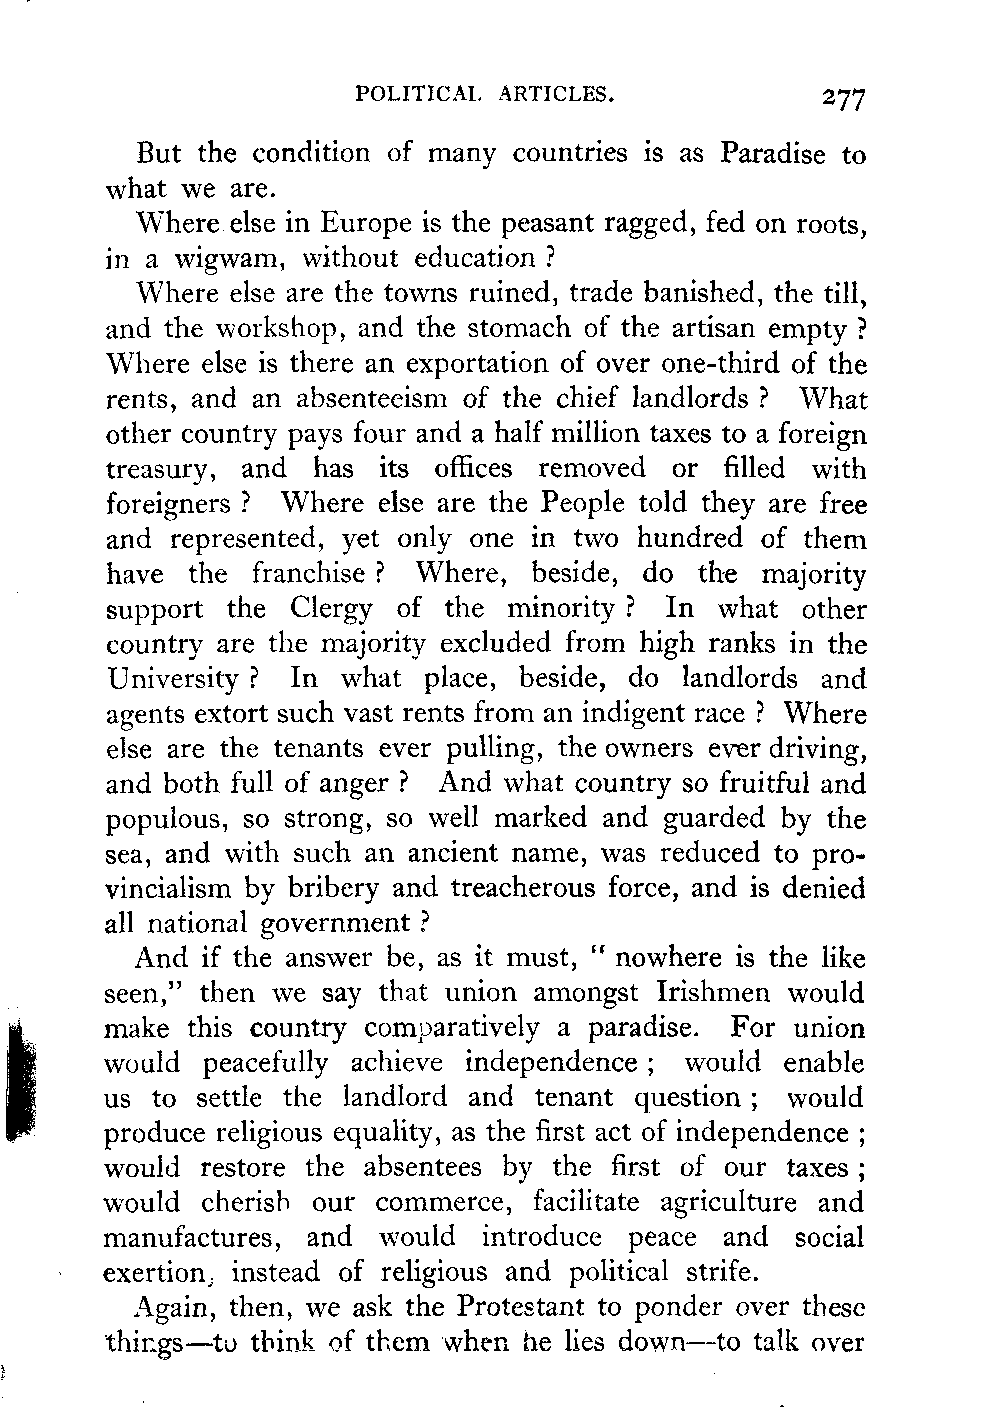 POLITICAL ARTICLES. 277
But the condition of many countries is as Paradise to
what we are.
Where else in Europe is the peasant ragged, fed on roots,
in a wigwam, without education ?
Where else are the towns ruined, trade banished, the till,
and the workshop, and the stomach of the artisan empty ?
Where else is there an exportation of over one-third of the
rents, and an absenteeism of the chief landlords ? What
other country pays four and a half million taxes to a foreign
treasury, and has its offices removed or filled with
foreigners ? Where else are the People told they are free
and represented, yet only one in two hundred of them
have the franchise ? Where, beside, do the majority
support the Clergy of the minority ? In what other
country are the majority excluded from high ranks in the
University ? In what place, beside, do landlords and
agents extort such vast rents from an indigent race ? Where
else are the tenants ever pulling, the owners ever driving,
and both full of anger ? And what country so fruitful and
populous, so strong, so well marked and guarded by the
sea, and with such an ancient name, was reduced to pro-
vincialism by bribery and treacherous force, and is denied
all national government ?
And if the answer be, as it must, “ nowhere is the like
seen,” then we say that union amongst Irishmen would
make this country comparatively a paradise. For union
would peacefully achieve independence ; would enable
us to settle the landlord and tenant question ; would
produce religious equality, as the first act of independence ;
would restore the absentees by the first of our taxes ;
would cherish our commerce, facilitate agriculture and
manufactures, and would introduce peace and social
exertion, instead of religious and political strife.
Again, then, we ask the Protestant to ponder over these
things—to think of them when he lies down—to talk over